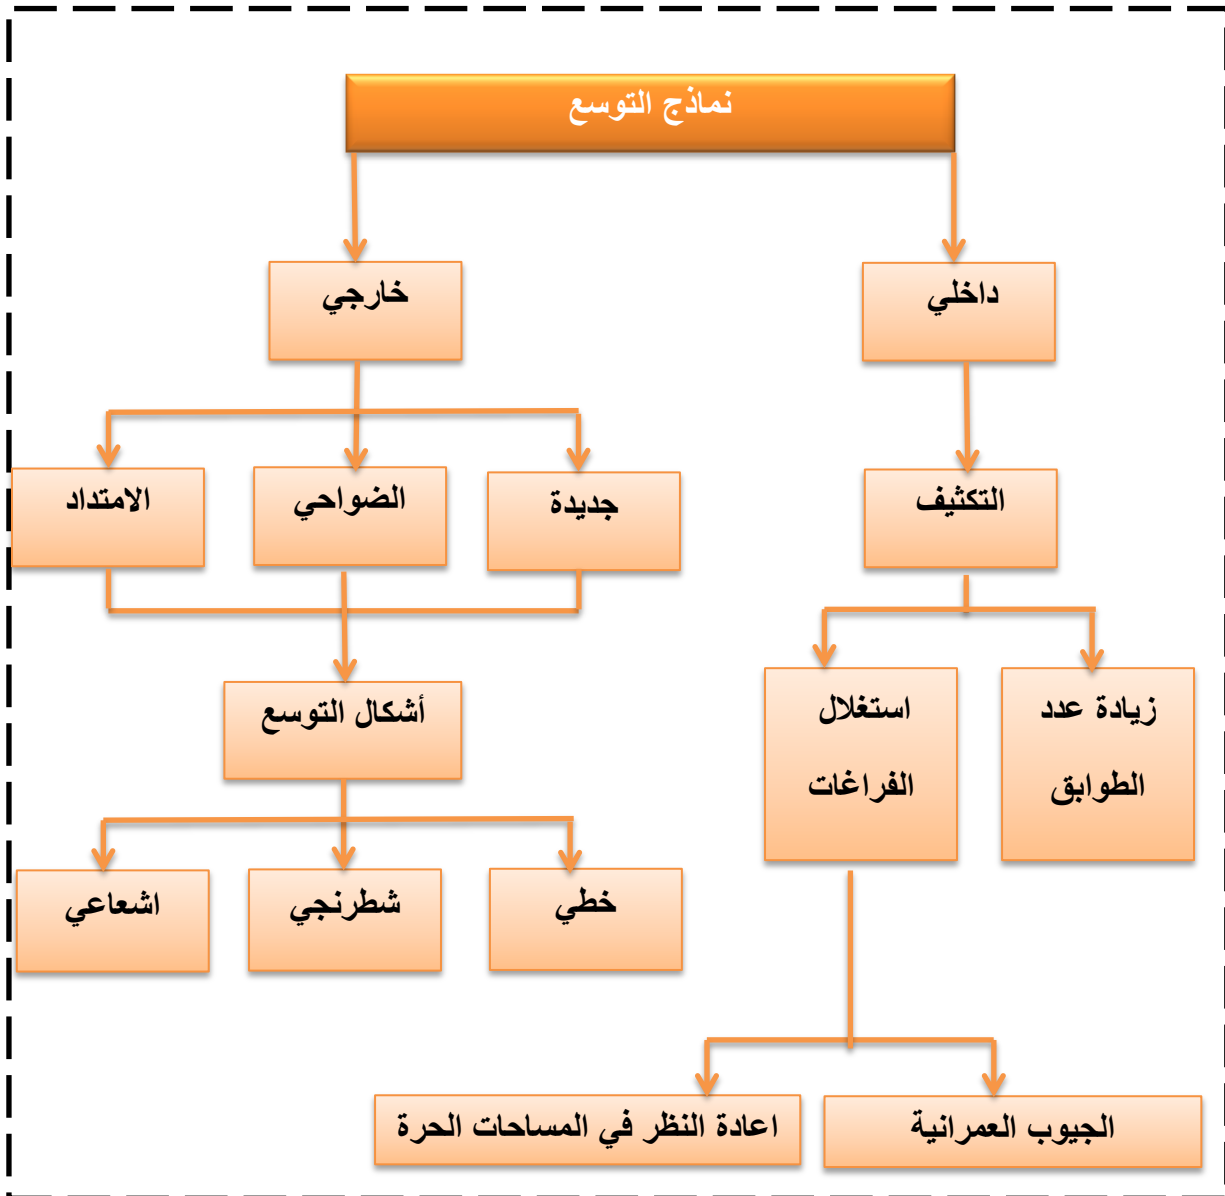 نماذج التوسع
داخلي
خارجي
التكثيف
جديدة
الضواحي
الامتداد
زيادة عدد
الطوابق
استغلال
الفراغات
أشكال التوسع
خطي
شطرنجي
اشعاعي
الجيوب العمرانية
اعادة النظر في المساحات الحرة